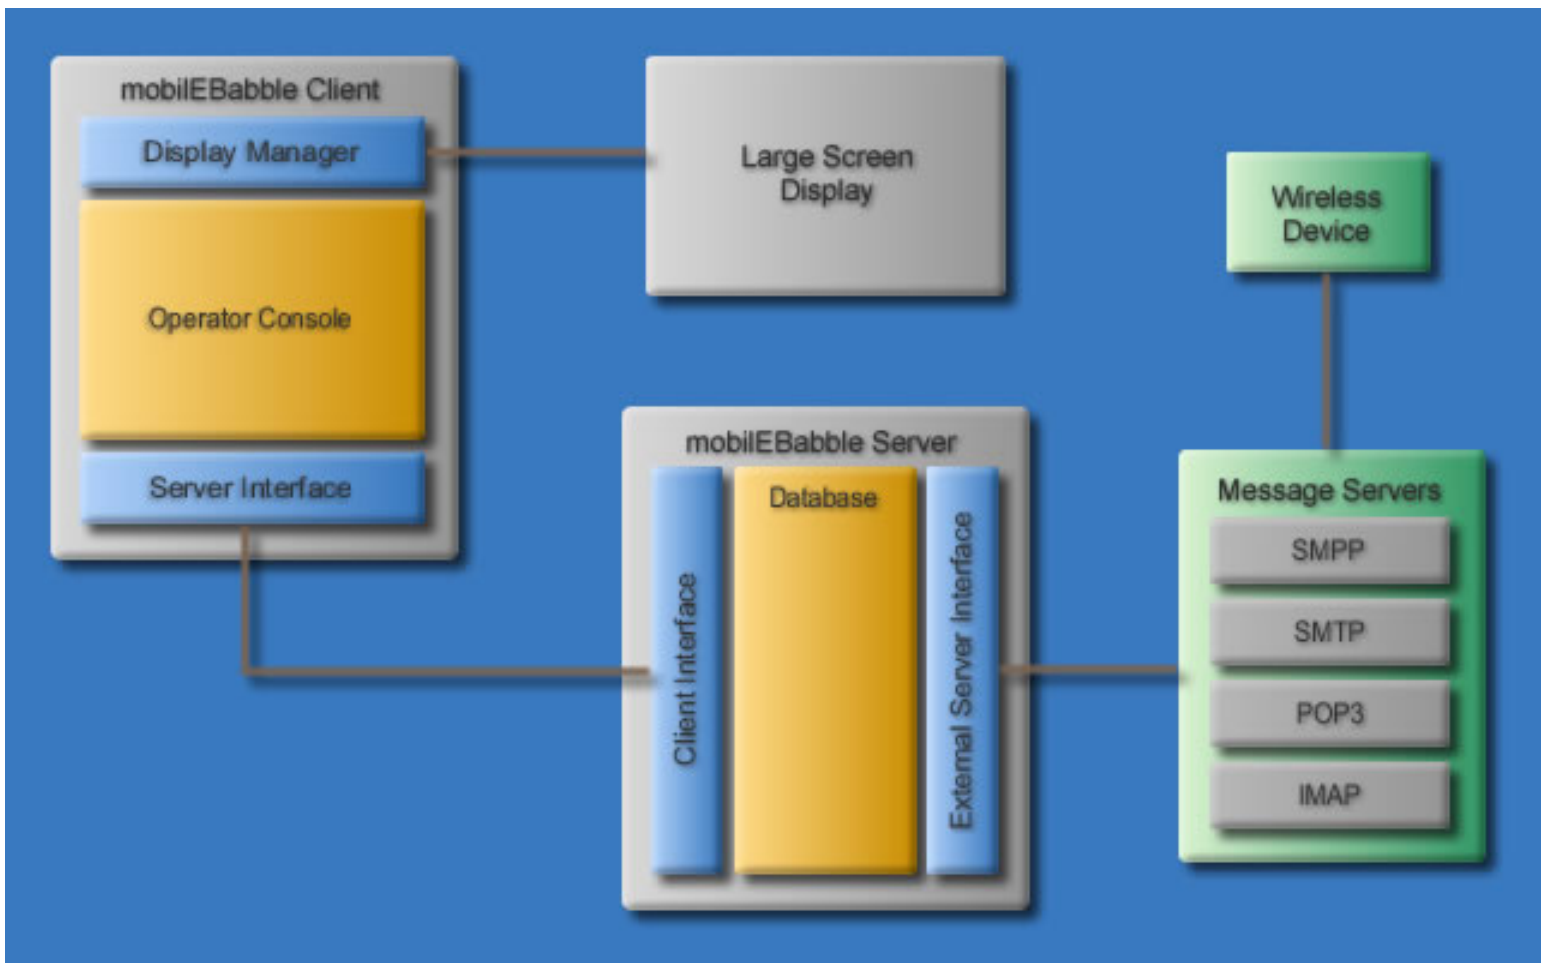 mobilEBabble Client
Display Manager
Operator Console
Server Interface
Large Screen
Display
Wireless
Device
mobilEBabble Server
Client Interface
Database
External Server Interface
Message Servers
SMPP
SMTP
POP3
IMAP